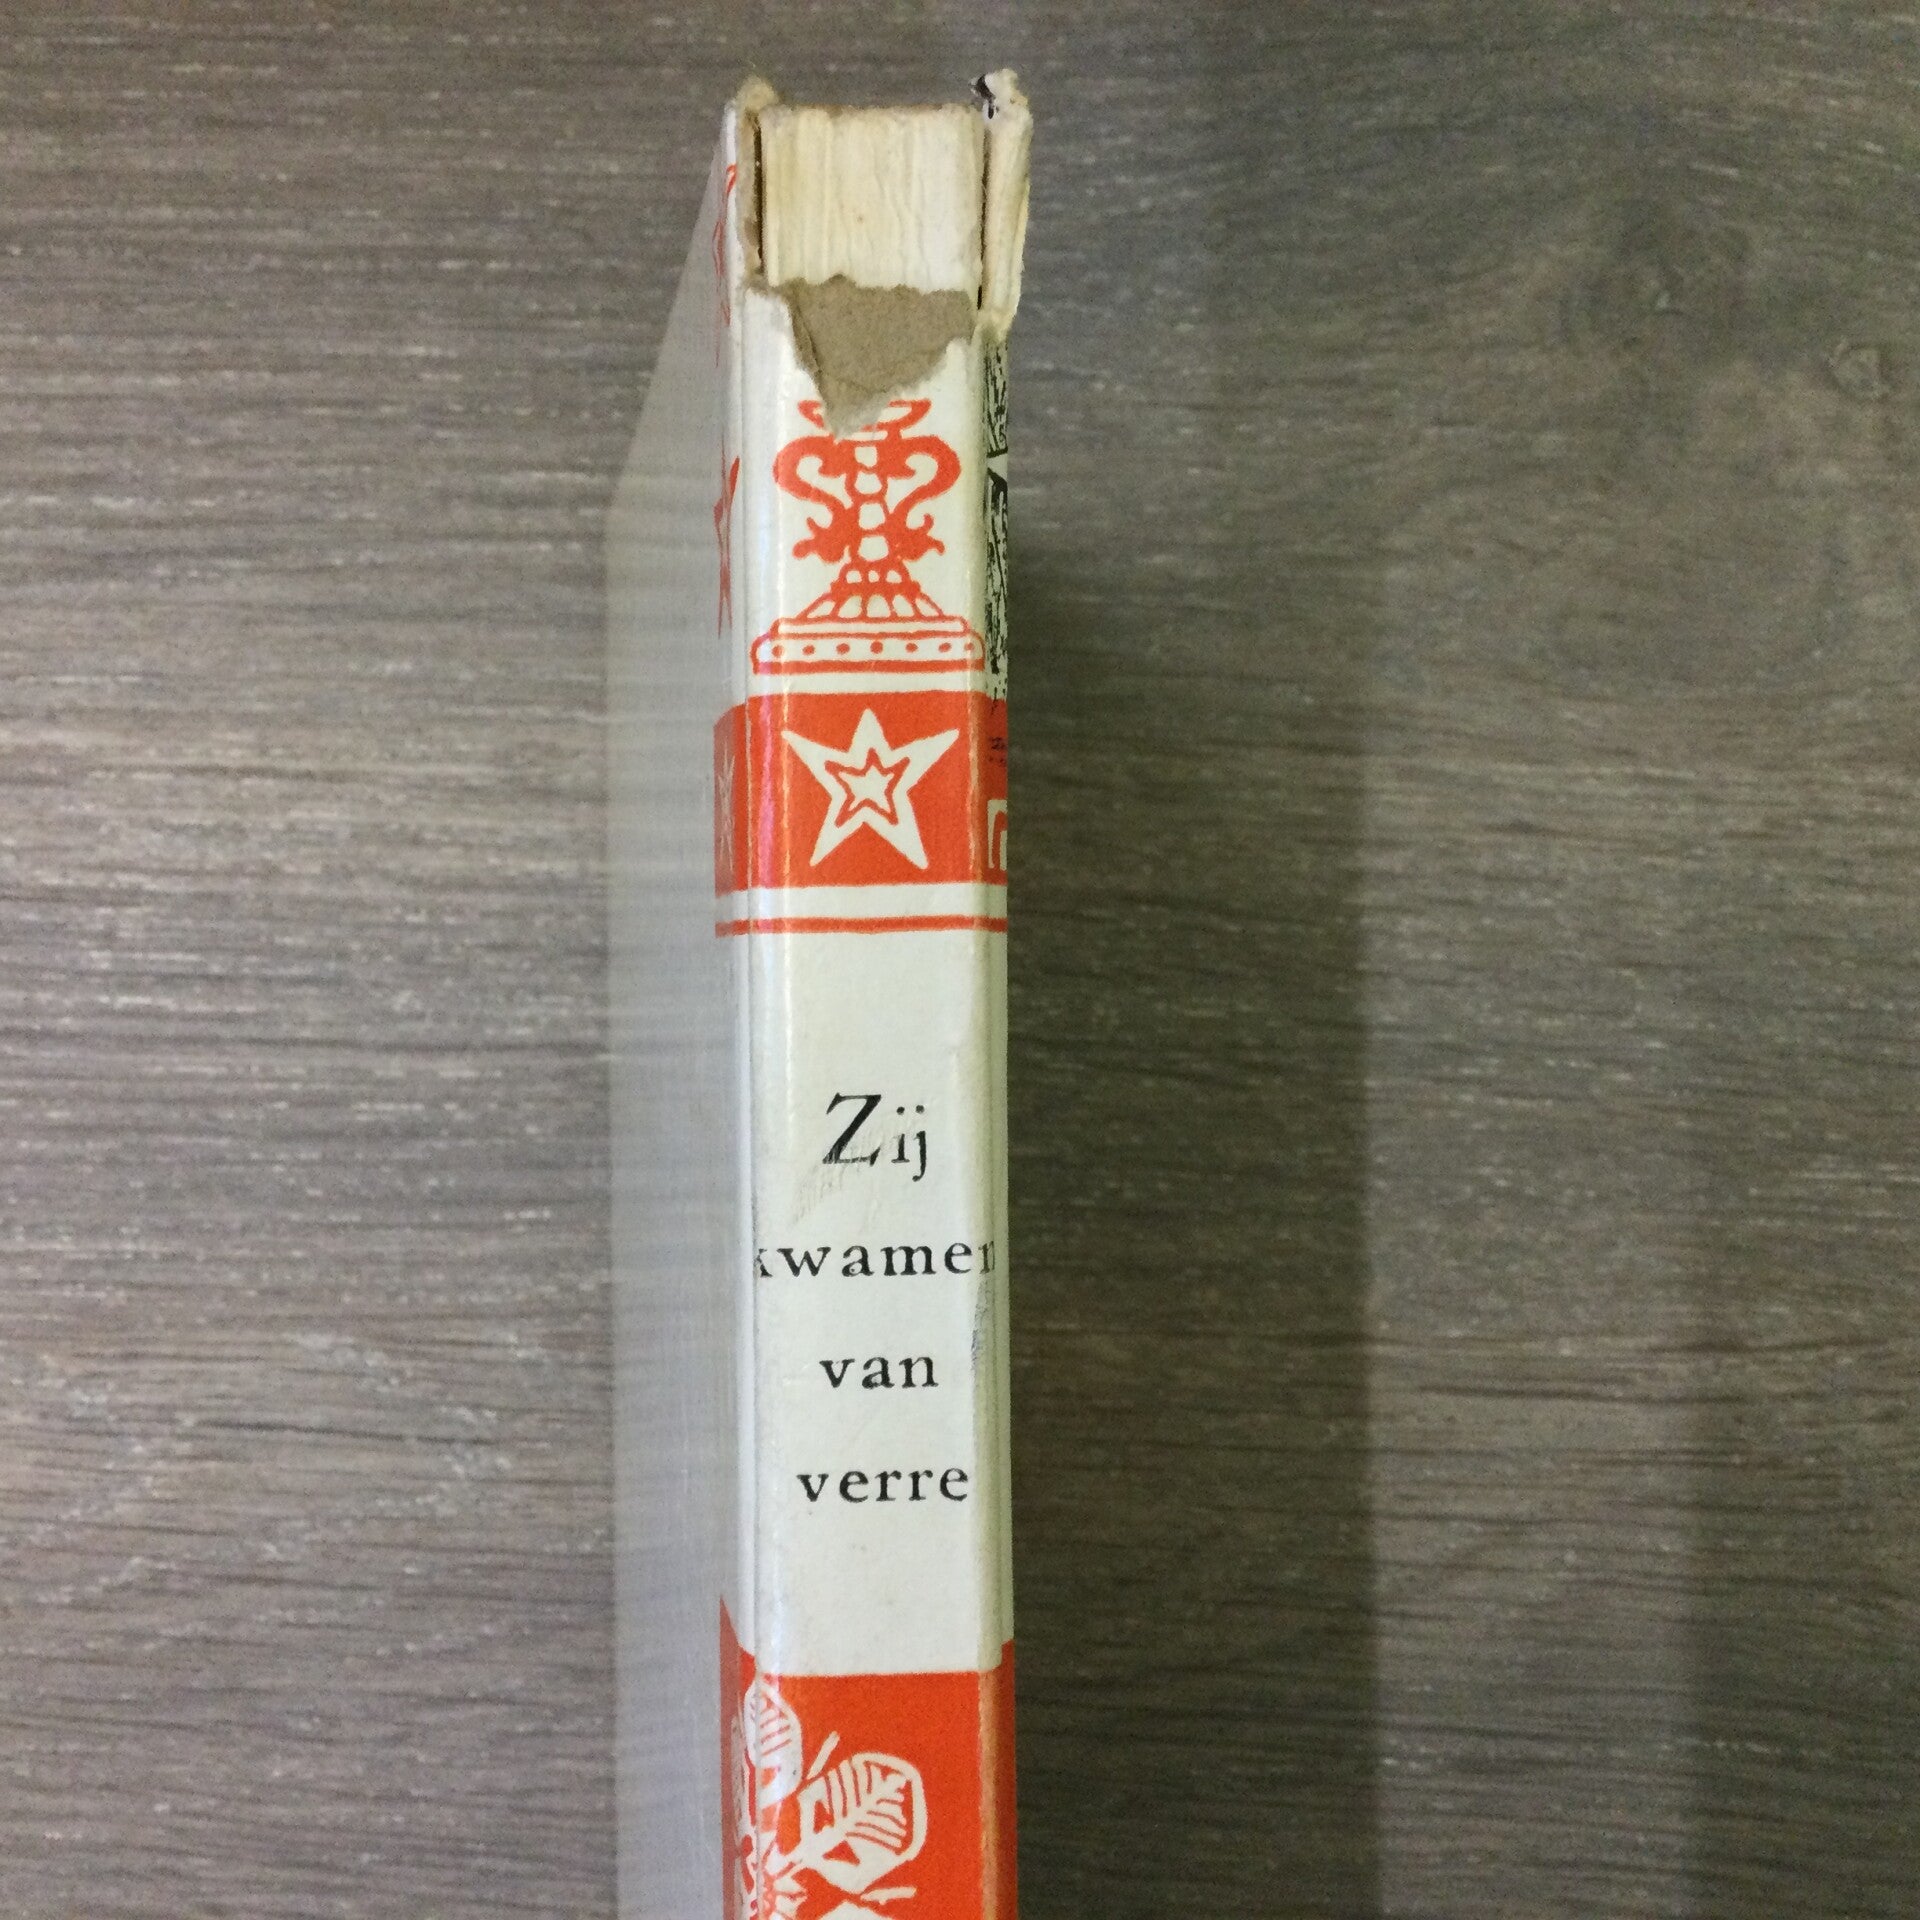 Zij
kwamen
van
verre